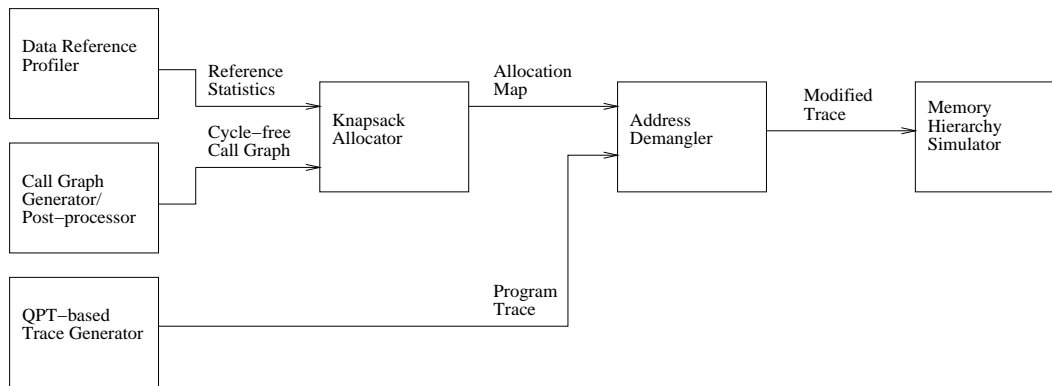 Data Reference
Profiler
Reference
Statistics
Cycle−free
Call Graph
Call Graph
Generator/
Post−processor
QPT−based
Trace Generator
Knapsack
Allocator
Allocation
Map
Program
Trace
Address
Demangler
Modified
Trace
Memory
Hierarchy
Simulator